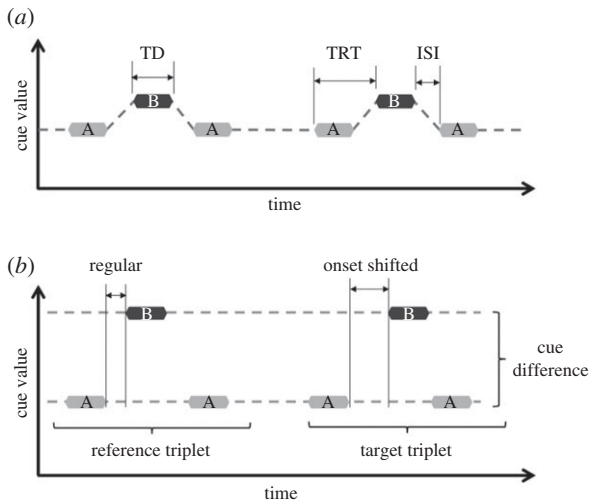 (a)
TD TRT ISI
cue value
B B
A A A A
time
(b)
regular onset shifted
cue value
B B
cue
difference
A A A A
reference triplet target triplet
time